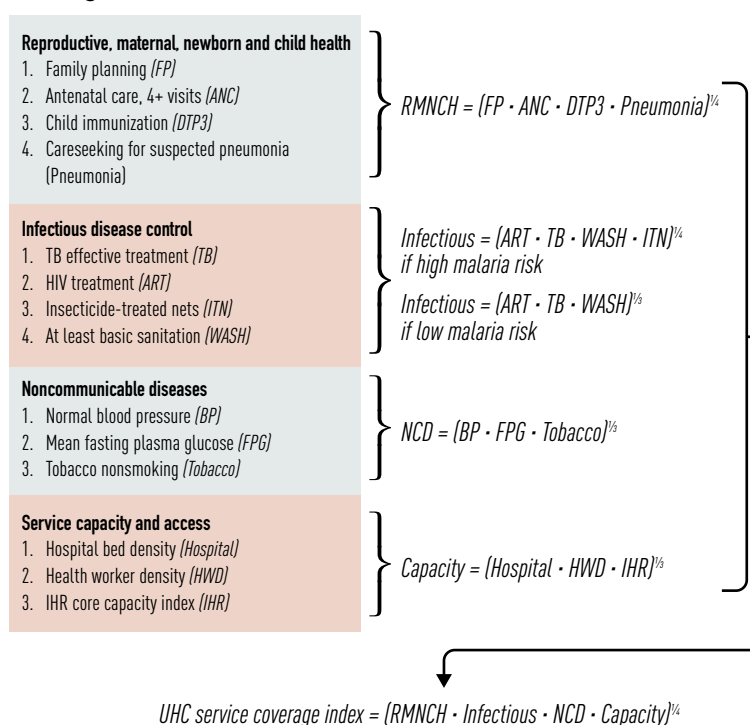 Reproductive, maternal, newborn and child health
1. Family planning (FP)
2. Antenatal care, 4+ visits (ANC)
3. Child immunization (DTP3)
4. Careseeking for suspected pneumonia
(Pneumonia)
RMNCH = (FP • ANC • DTP3 • Pneumonia)¼
Infectious disease control
1. TB effective treatment (TB)
2. HIV treatment (ART)
3. Insecticide-treated nets (ITN)
4. At least basic sanitation (WASH)
Infectious = (ART • TB • WASH • ITN)¼
if high malaria risk
Infectious = (ART • TB • WASH)⅓
if low malaria risk
Noncommunicable diseases
1. Normal blood pressure (BP)
2. Mean fasting plasma glucose (FPG)
3. Tobacco nonsmoking (Tobacco)
NCD = (BP • FPG • Tobacco)⅓
Service capacity and access
1. Hospital bed density (Hospital)
2. Health worker density (HWD)
3. IHR core capacity index (IHR)
Capacity = (Hospital • HWD • IHR)⅓
UHC service coverage index = (RMNCH • Infectious • NCD • Capacity)¼